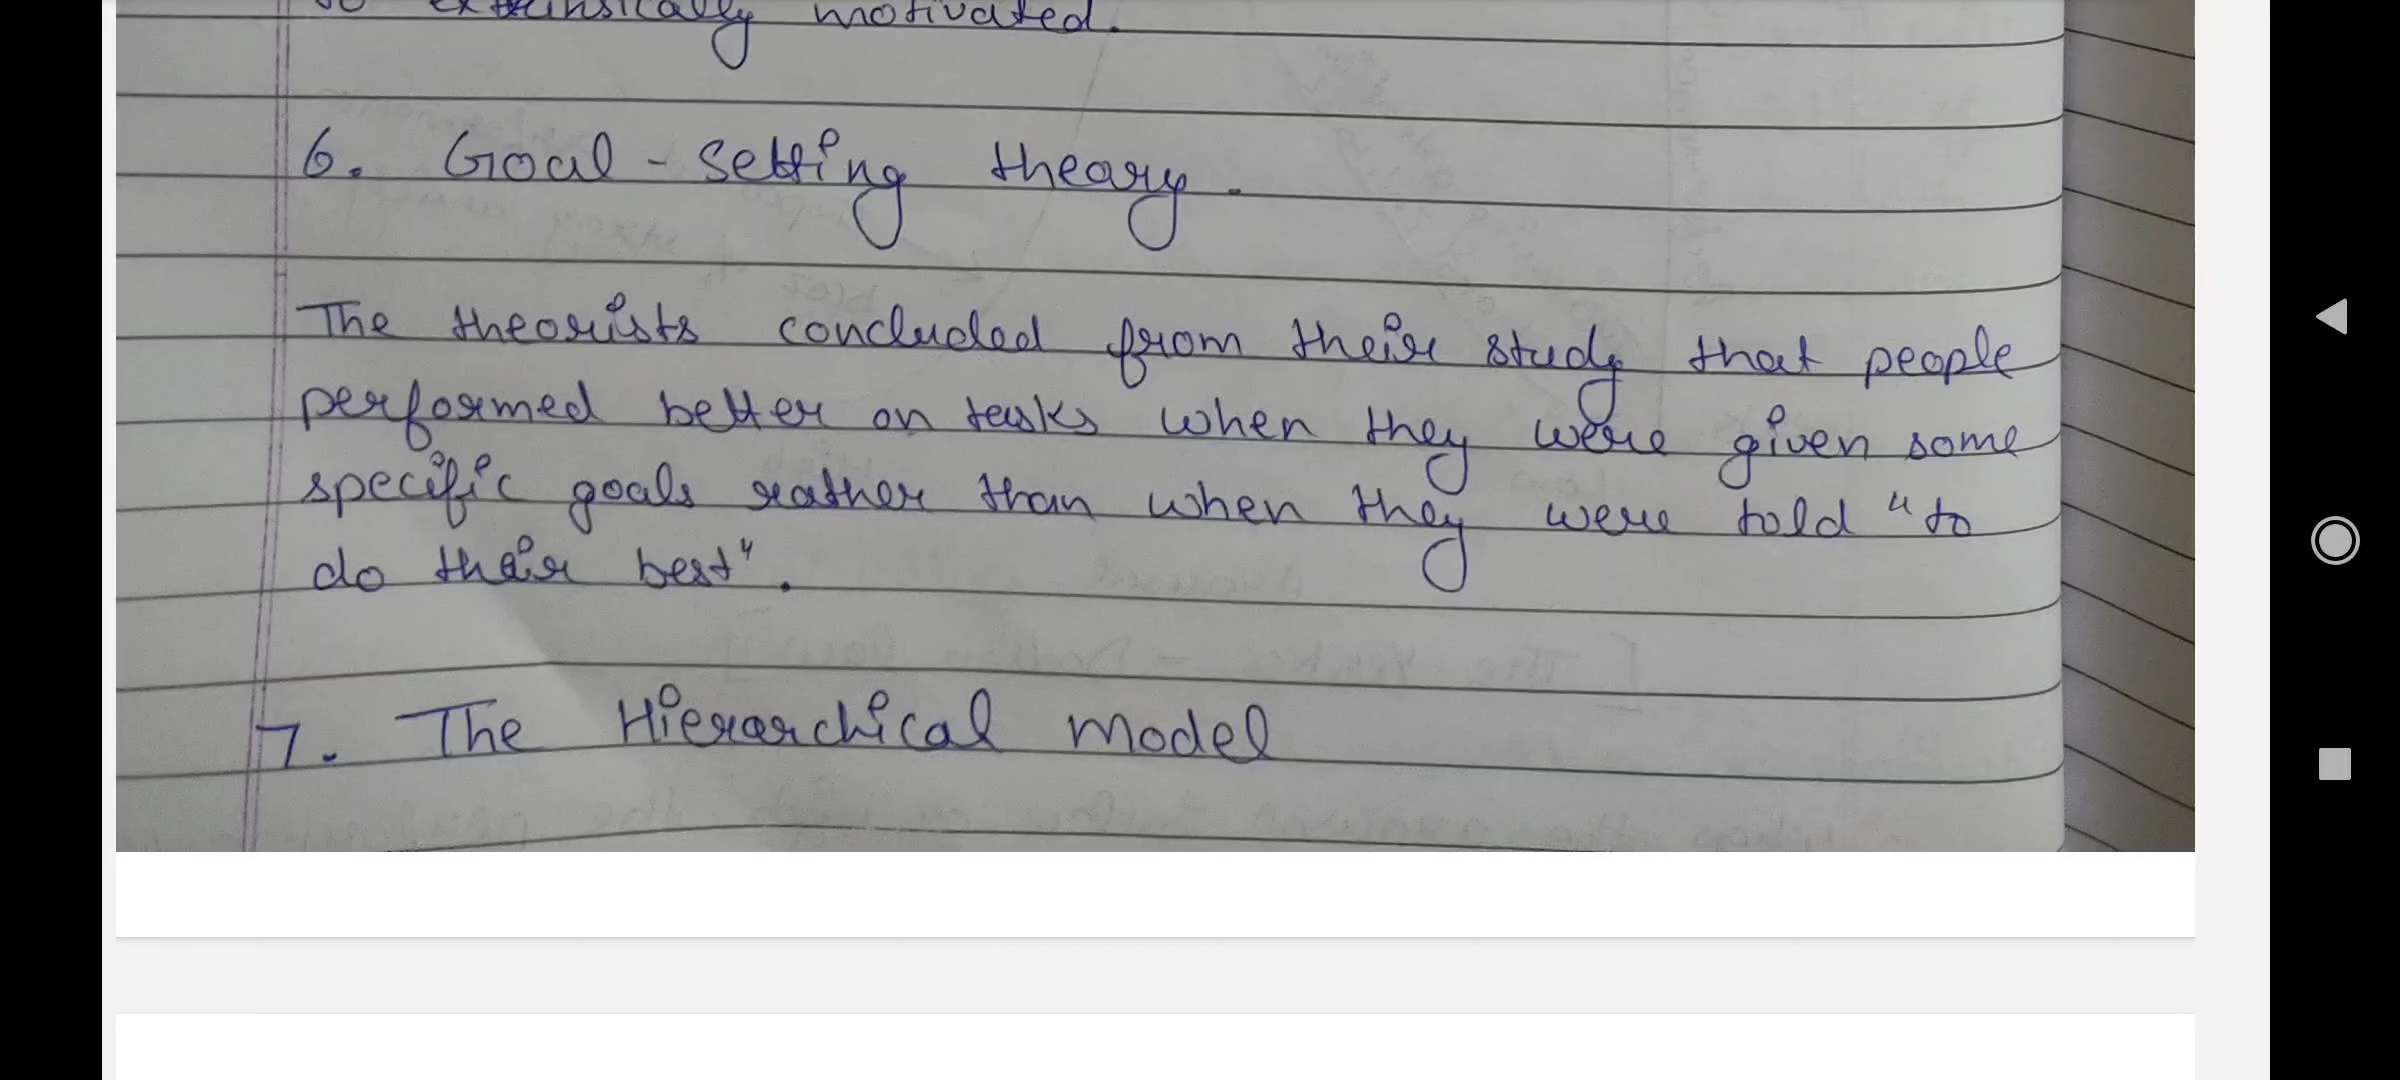 so extrinsically motivated.
6. Goal - Setting theory.
The theorists concluded from their study that people
performed better on tasks when they were given some
specific goals rather than when they were told "to
do their best".
7. The Hierarchical model